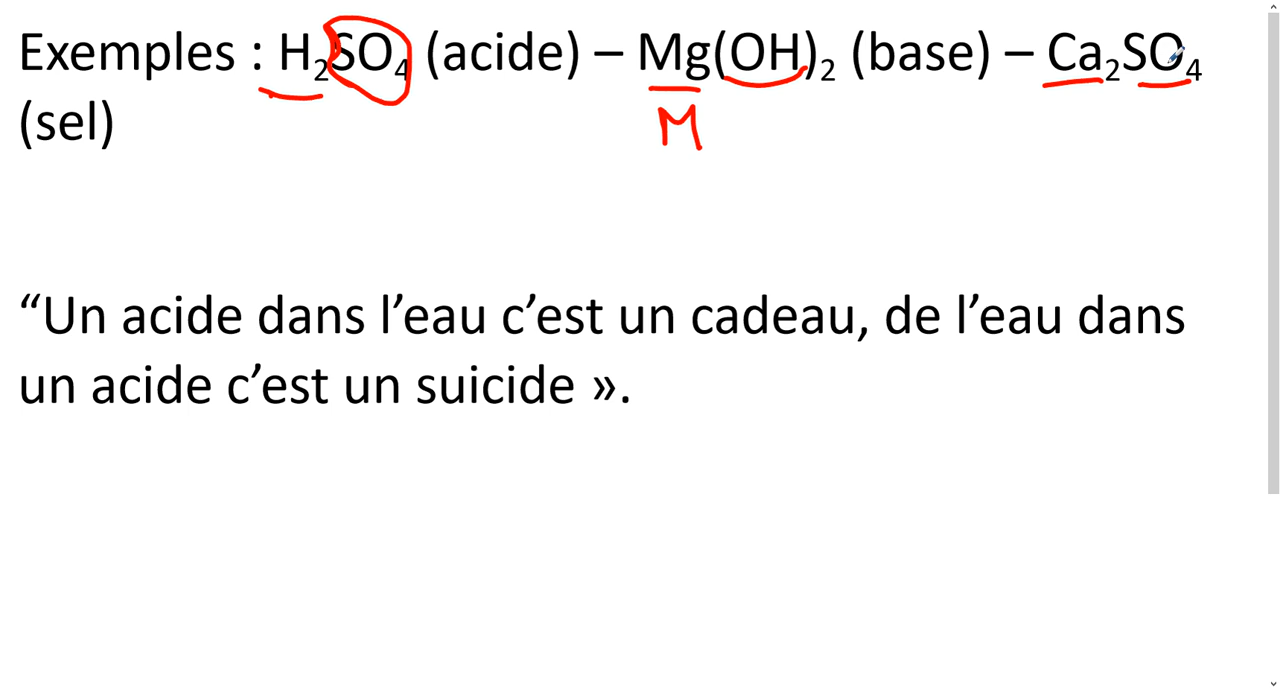 Exemples : H₂SO₄ (acide) – Mg(OH)₂ (base) – Ca₂SO₄
(sel)
M
“Un acide dans l’eau c’est un cadeau, de l’eau dans
un acide c’est un suicide ».